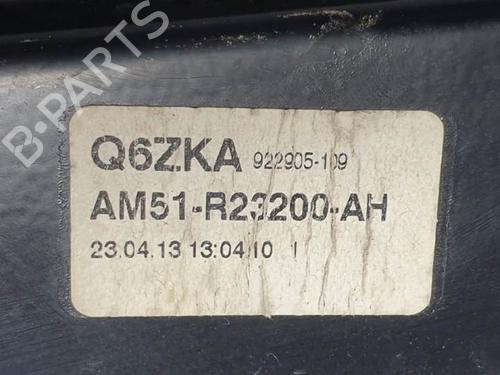 B-PARTS
Q6ZKA 922905-109
AM51-R23200-AH
23.04.13 13:04:10 I